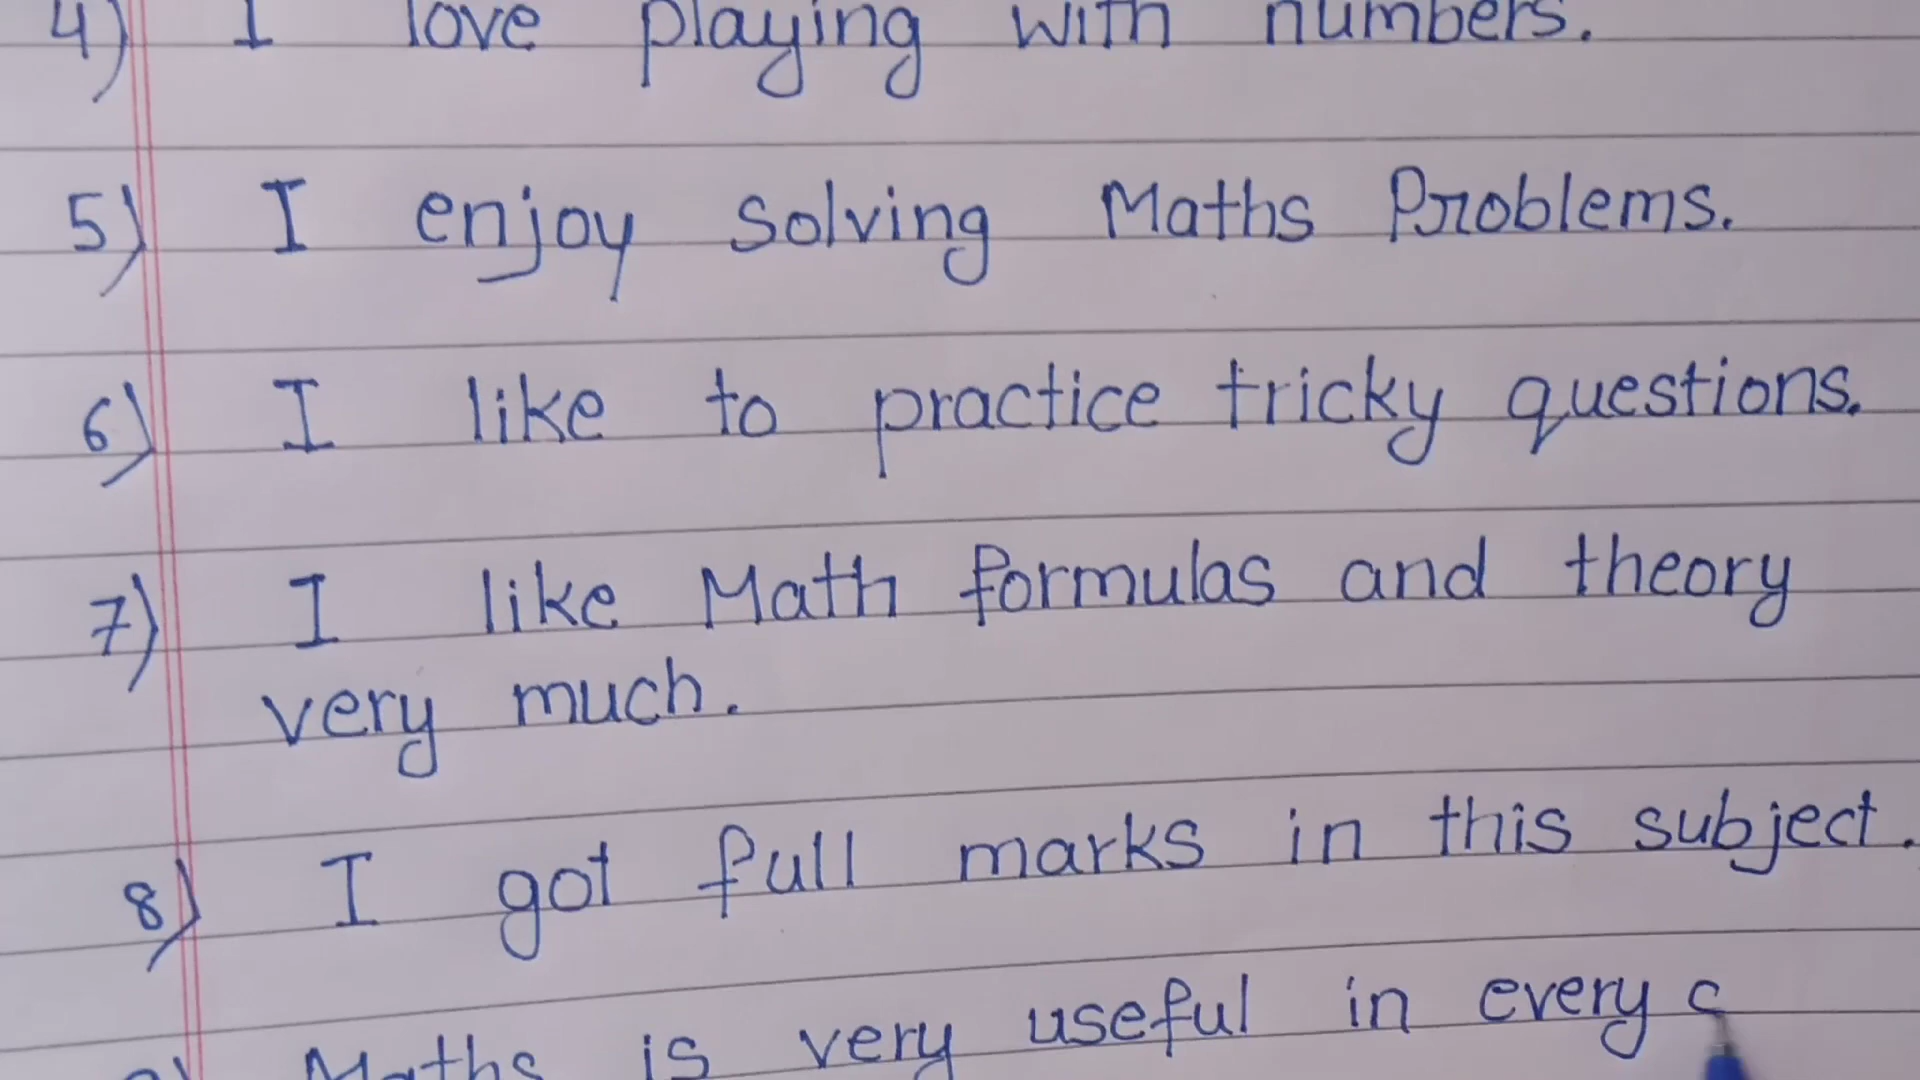 4) I love playing with numbers.
5) I enjoy solving Maths Problems.
6) I like to practice tricky questions.
7) I like Math formulas and theory
very much.
8) I got full marks in this subject.
Maths is very useful in every